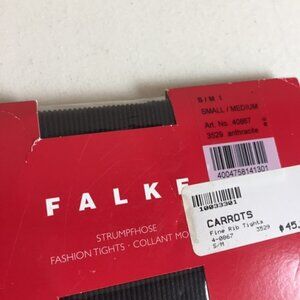 S / M I
SMALL / MEDIUM
Art. No. 40867
3529 anthracite
4004758141301
FALKE
STRUMPFHOSE
FASHION TIGHTS · COLLANT MO
10033301
CARROTS
Fine Rib Tights
4-0867 3529
S/M
$45.